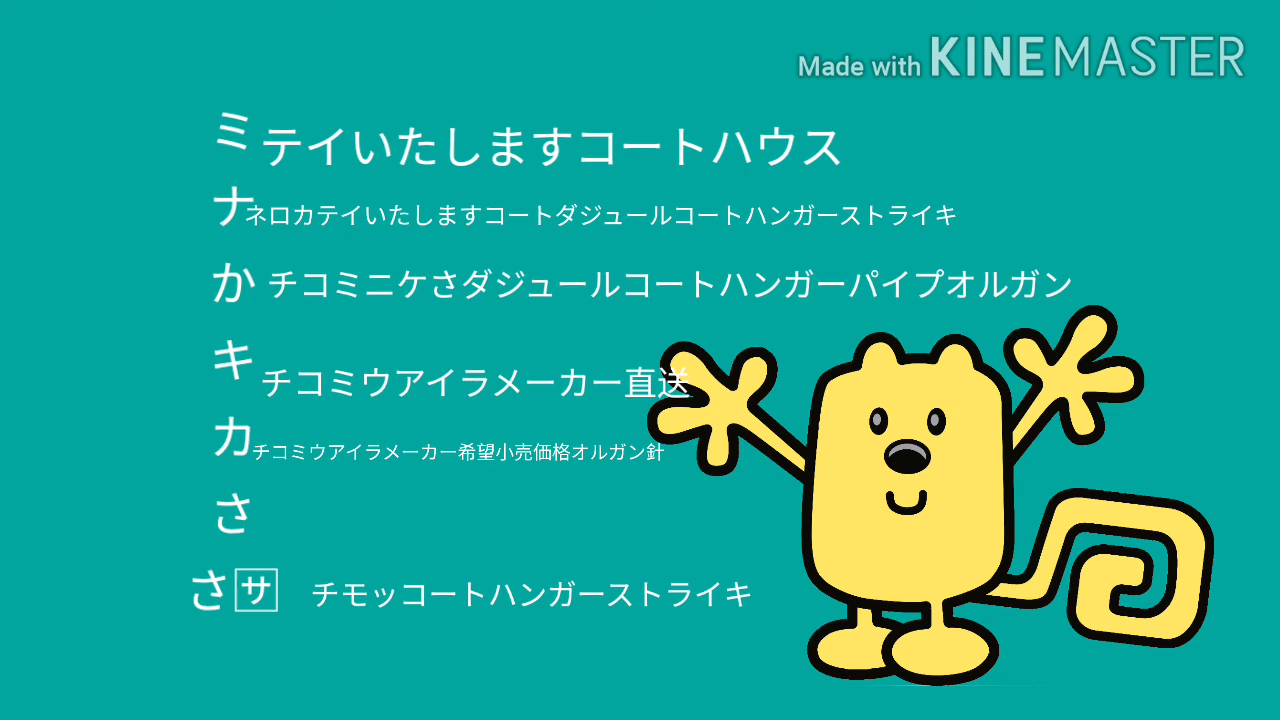 Made with KINEMASTER
ミ
テイいたしますコートハウス
ナ
ネロカテイいたしますコートダジュールコートハンガーストライキ
か
チコミニケさダジュールコートハンガーパイプオルガン
キ
チコミウアイラメーカー直送
カ
チコミウアイラメーカー希望小売価格オルガン針
さ
さ 🅂サ チモッコートハンガーストライキ